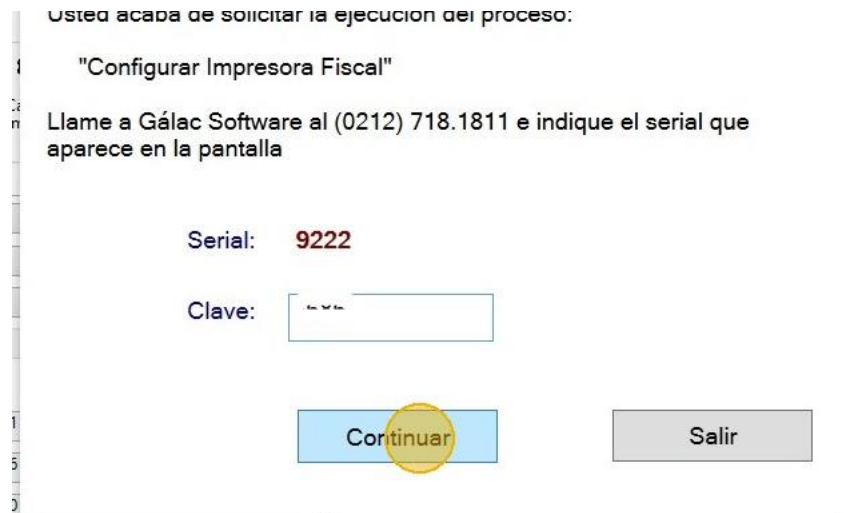 Usted acaba de solicitar la ejecución del proceso:
"Configurar Impresora Fiscal"
Llame a Gálac Software al (0212) 718.1811 e indique el serial que
aparece en la pantalla
Serial: 9222
Clave:
Continuar
Salir